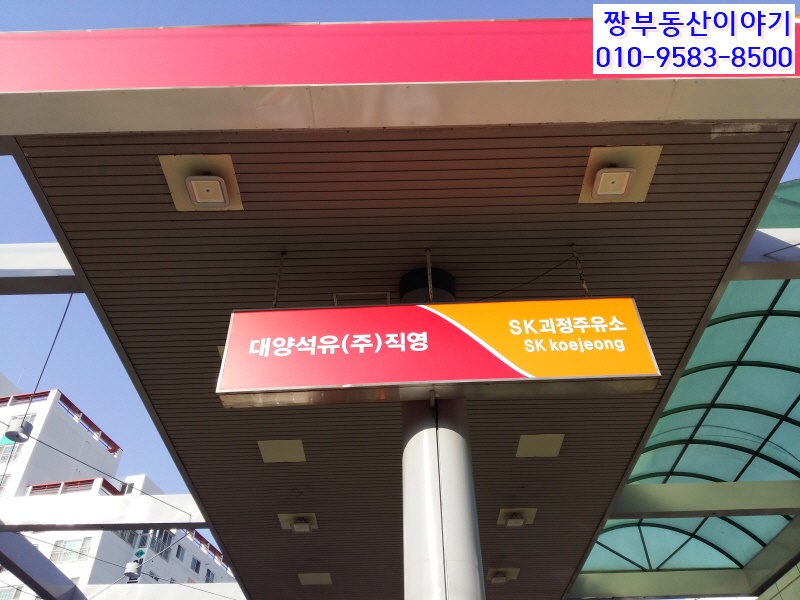 짱부동산이야기
010-9583-8500
대양석유(주)직영
SK괴정주유소
SK koejeong